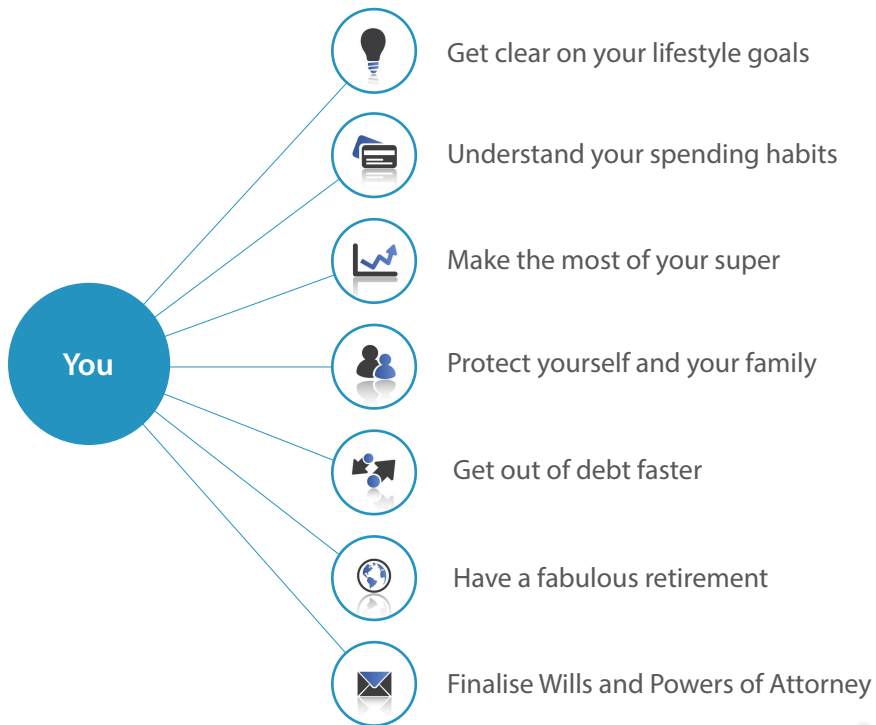 Get clear on your lifestyle goals
Understand your spending habits
Make the most of your super
You
Protect yourself and your family
Get out of debt faster
Have a fabulous retirement
Finalise Wills and Powers of Attorney